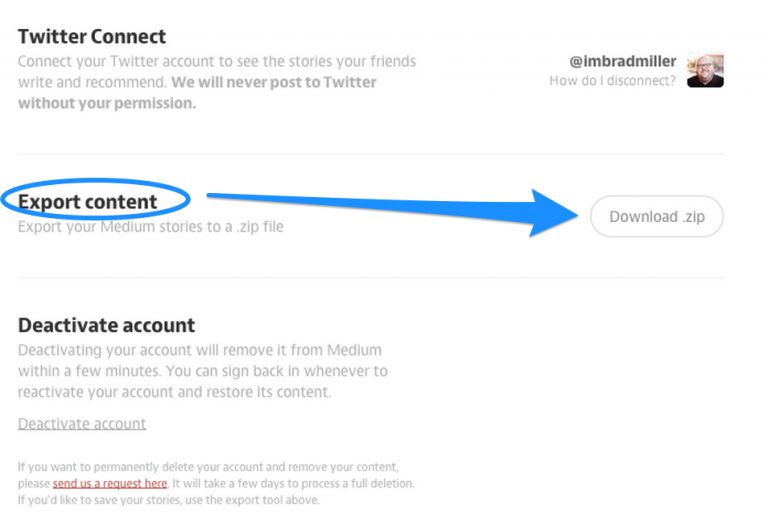 Twitter Connect
Connect your Twitter account to see the stories your friends
write and recommend. We will never post to Twitter
without your permission.
@imbradmiller
How do I disconnect?
Export content
Export your Medium stories to a .zip file
Download .zip
Deactivate account
Deactivating your account will remove it from Medium
within a few minutes. You can sign back in whenever to
reactivate your account and restore its content.
Deactivate account
If you want to permanently delete your account and remove your content,
please send us a request here. It will take a few days to process a full deletion.
If you'd like to save your stories, use the export tool above.